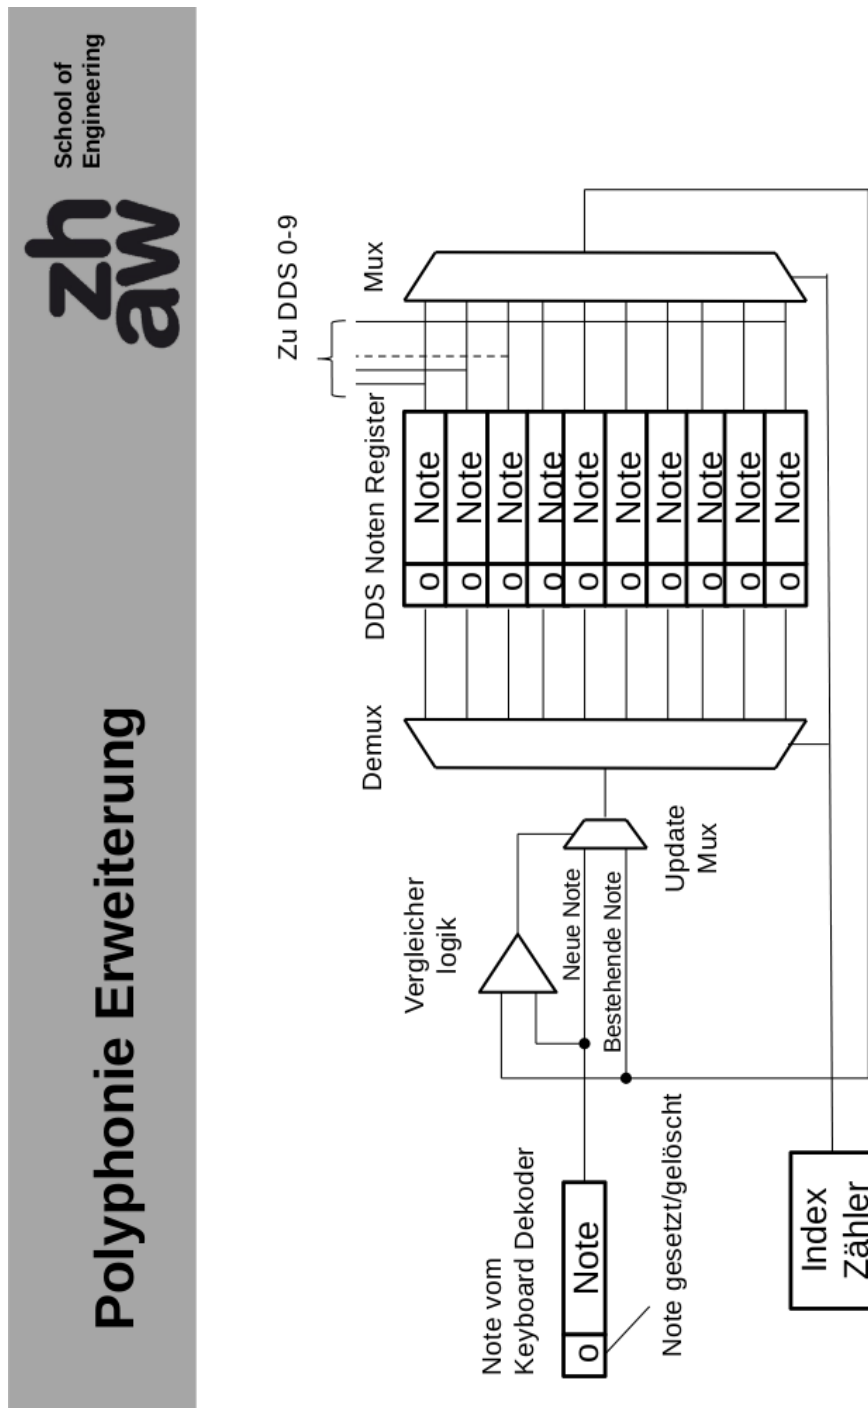 Polyphonie Erweiterung
zh
aw
School of
Engineering
Note vom
Keyboard Dekoder
o Note
Note gesetzt/gelöscht
Vergleicher
logik
Neue Note
Bestehende Note
Update
Mux
Demux
DDS Noten Register
o Note
o Note
o Note
o Note
o Note
o Note
o Note
o Note
o Note
o Note
Zu DDS 0-9
Mux
Index
Zähler